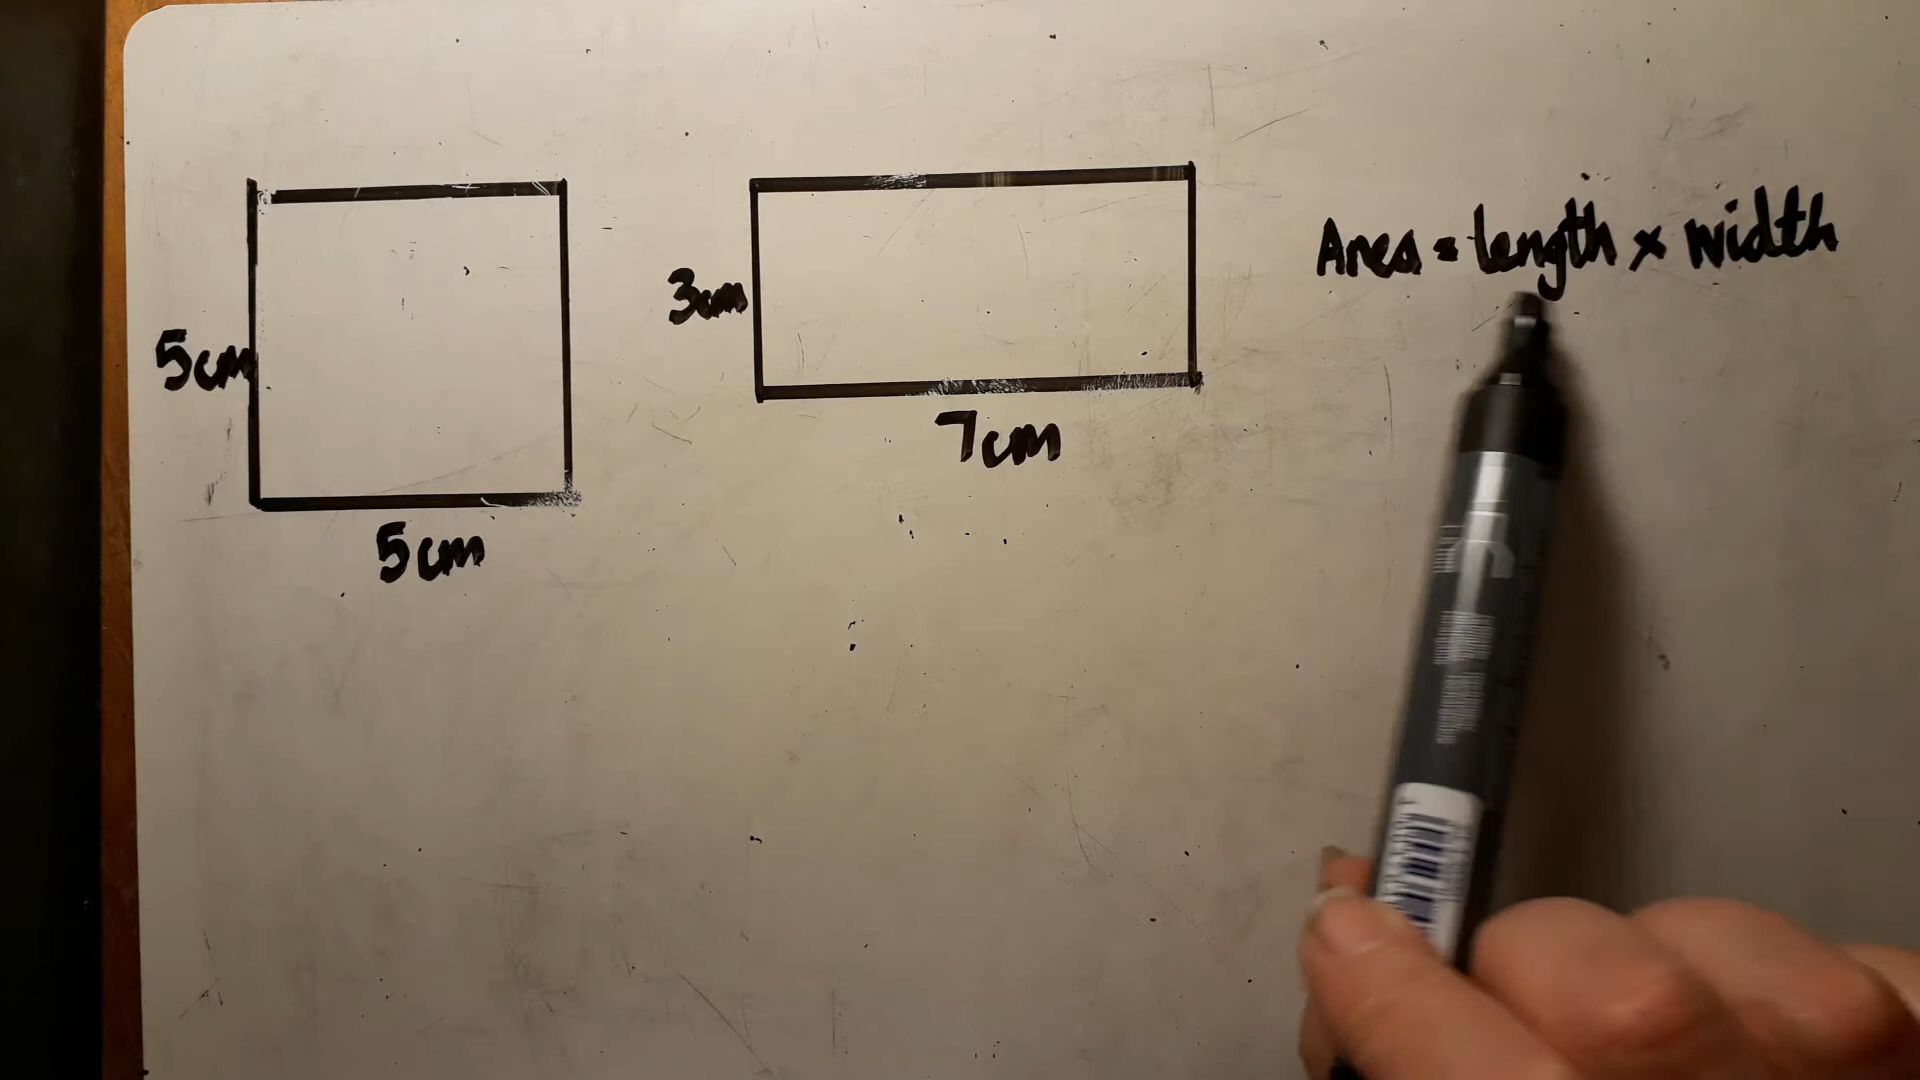 5cm
5cm
3cm
7cm
Area = length × width